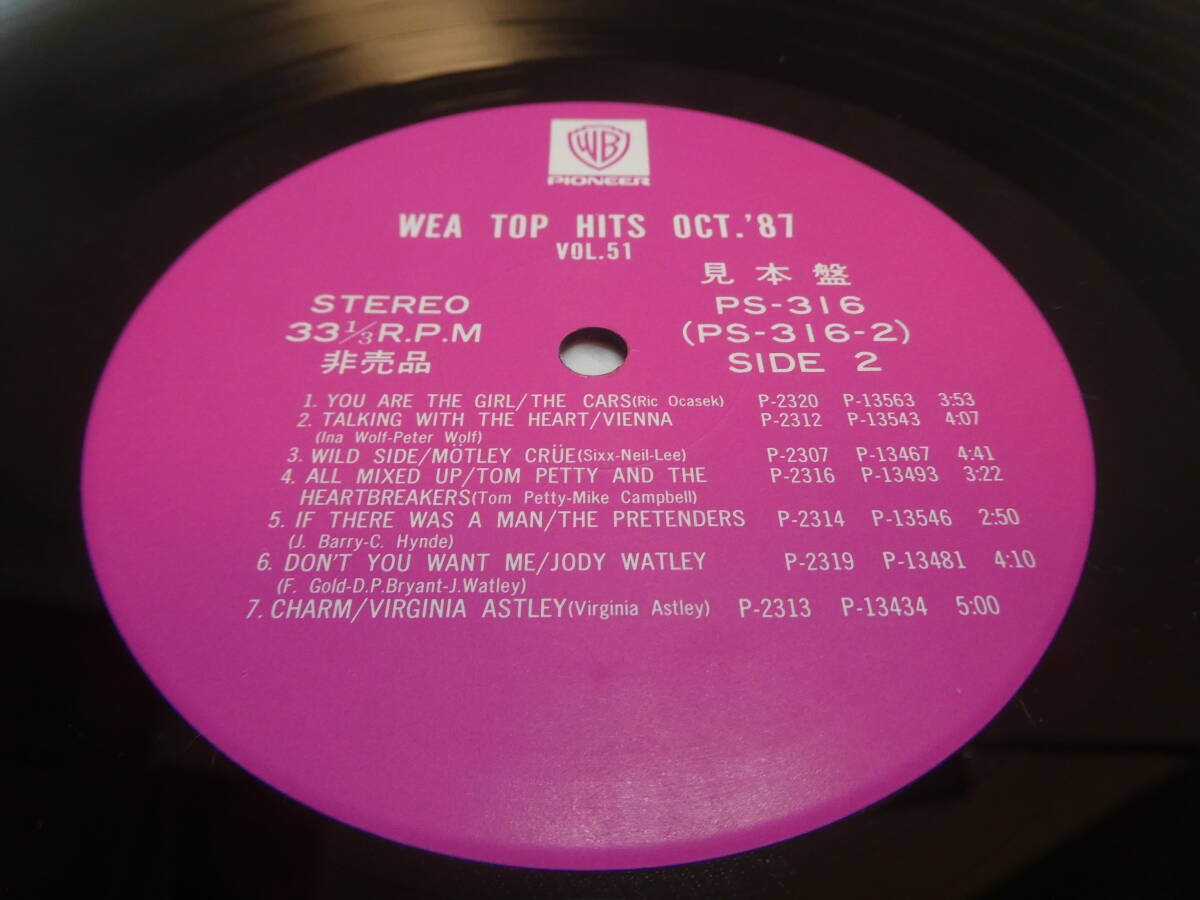 WB
PIONEER
WEA TOP HITS OCT.'87
VOL.51
見本盤
STEREO PS-316
33⅓R.P.M (PS-316-2)
非売品 SIDE 2
1. YOU ARE THE GIRL/THE CARS(Ric Ocasek) P-2320 P-13563 3:53
2. TALKING WITH THE HEART/VIENNA P-2312 P-13543 4:07
(Ina Wolf-Peter Wolf)
3. WILD SIDE/MÖTLEY CRÜE(Sixx-Neil-Lee) P-2307 P-13467 4:41
4. ALL MIXED UP/TOM PETTY AND THE P-2316 P-13493 3:22
HEARTBREAKERS(Tom Petty-Mike Campbell)
5. IF THERE WAS A MAN/THE PRETENDERS P-2314 P-13546 2:50
(J. Barry-C. Hynde)
6. DON'T YOU WANT ME/JODY WATLEY P-2319 P-13481 4:10
(F. Gold-D.P.Bryant-J.Watley)
7. CHARM/VIRGINIA ASTLEY(Virginia Astley) P-2313 P-13434 5:00